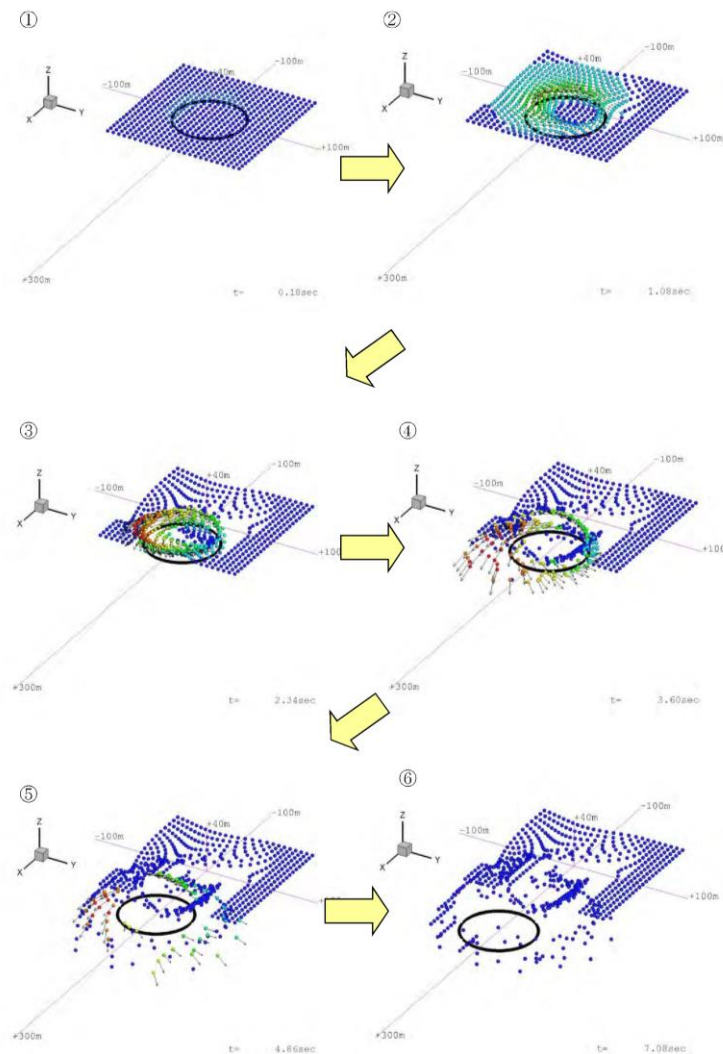 ①
-100m
+40m
-100m
Z
X
Y
+100m
+300m
t= 0.18sec
②
-100m
+40m
-100m
Z
X
Y
+100m
+300m
t= 1.08sec
③
-100m
+40m
-100m
Z
X
Y
+100
+300m
t= 2.34sec
④
-100m
+40m
-100m
Z
X
Y
+100
+300m
t= 3.60sec
⑤
-100m
+40m
-100m
Z
X
Y
+100m
+300m
t= 4.86sec
⑥
-100m
+40m
-100m
Z
X
Y
+100m
+300m
t= 7.08sec